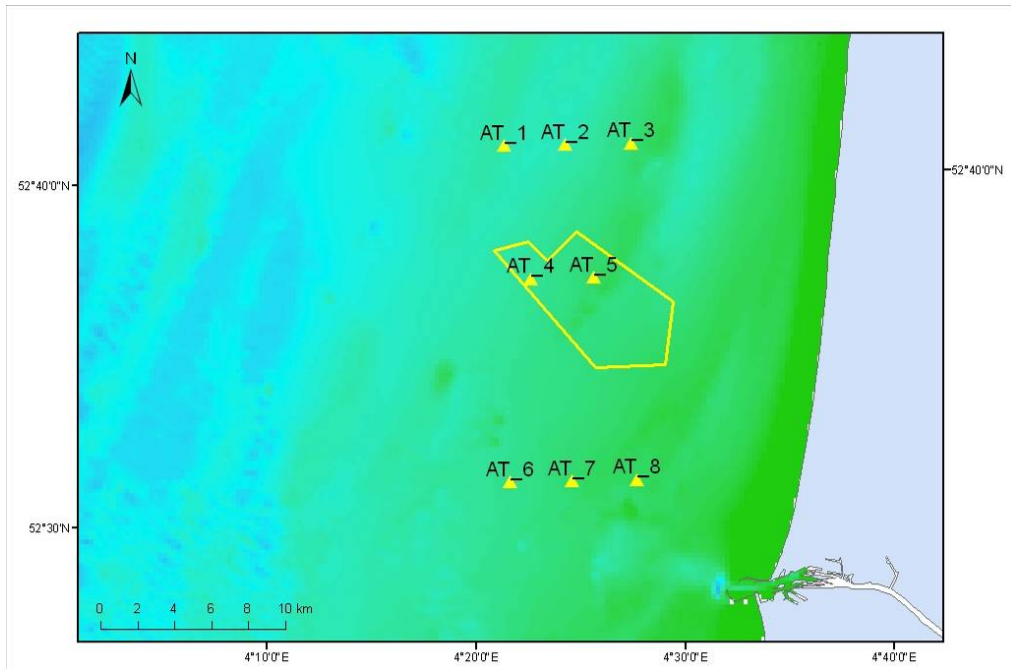 N
AT_1 AT_2 AT_3
52°40'0"N
52°40'0"N
AT_4 AT_5
AT_6 AT_7 AT_8
52°30'0"N
0 2 4 6 8 10 km
4°10'0"E 4°20'0"E 4°30'0"E 4°40'0"E